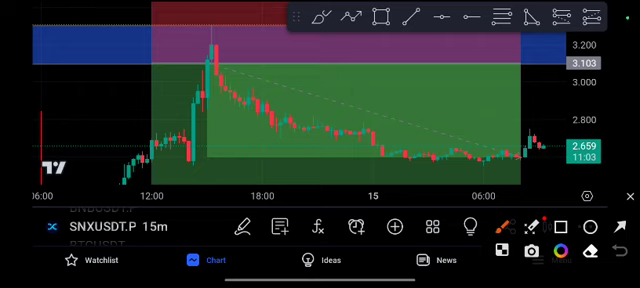 3.200
3.103
3.000
2.800
2.659
11:03
06:00
12:00
18:00
15
06:00
SNXUSDT.P 15m
Watchlist
Chart
Ideas
News